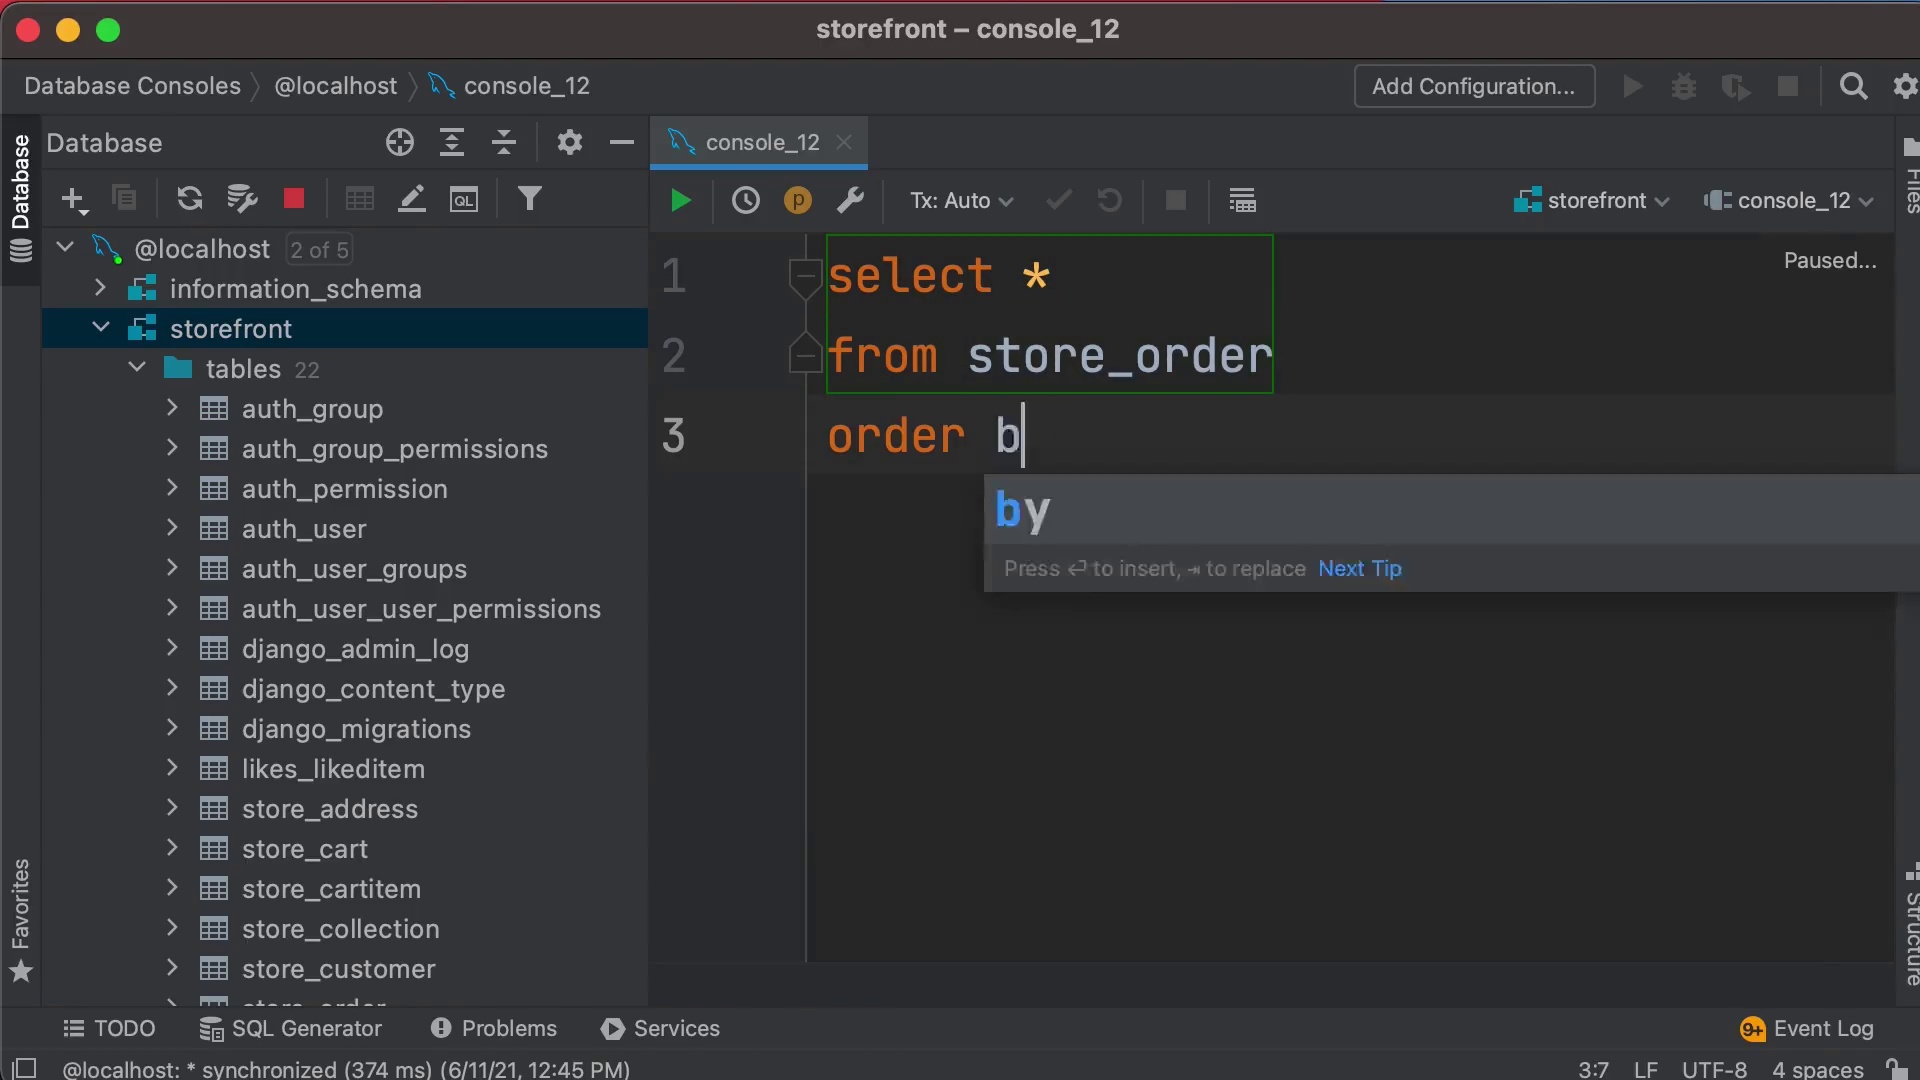 storefront – console_12
Database Consoles @localhost console_12
Add Configuration...
Database
console_12
Tx: Auto
storefront
console_12
Database
Favorites
Files
Structure
@localhost 2 of 5
information_schema
storefront
tables 22
auth_group
auth_group_permissions
auth_permission
auth_user
auth_user_groups
auth_user_user_permissions
django_admin_log
django_content_type
django_migrations
likes_likeditem
store_address
store_cart
store_cartitem
store_collection
store_customer
1 select *
2 from store_order
3 order b
Paused...
by
Press ↩ to insert, ⇥ to replace Next Tip
TODO SQL Generator Problems Services
9+ Event Log
@localhost: * synchronized (374 ms) (6/11/21, 12:45 PM)
3:7 LF UTF-8 4 spaces